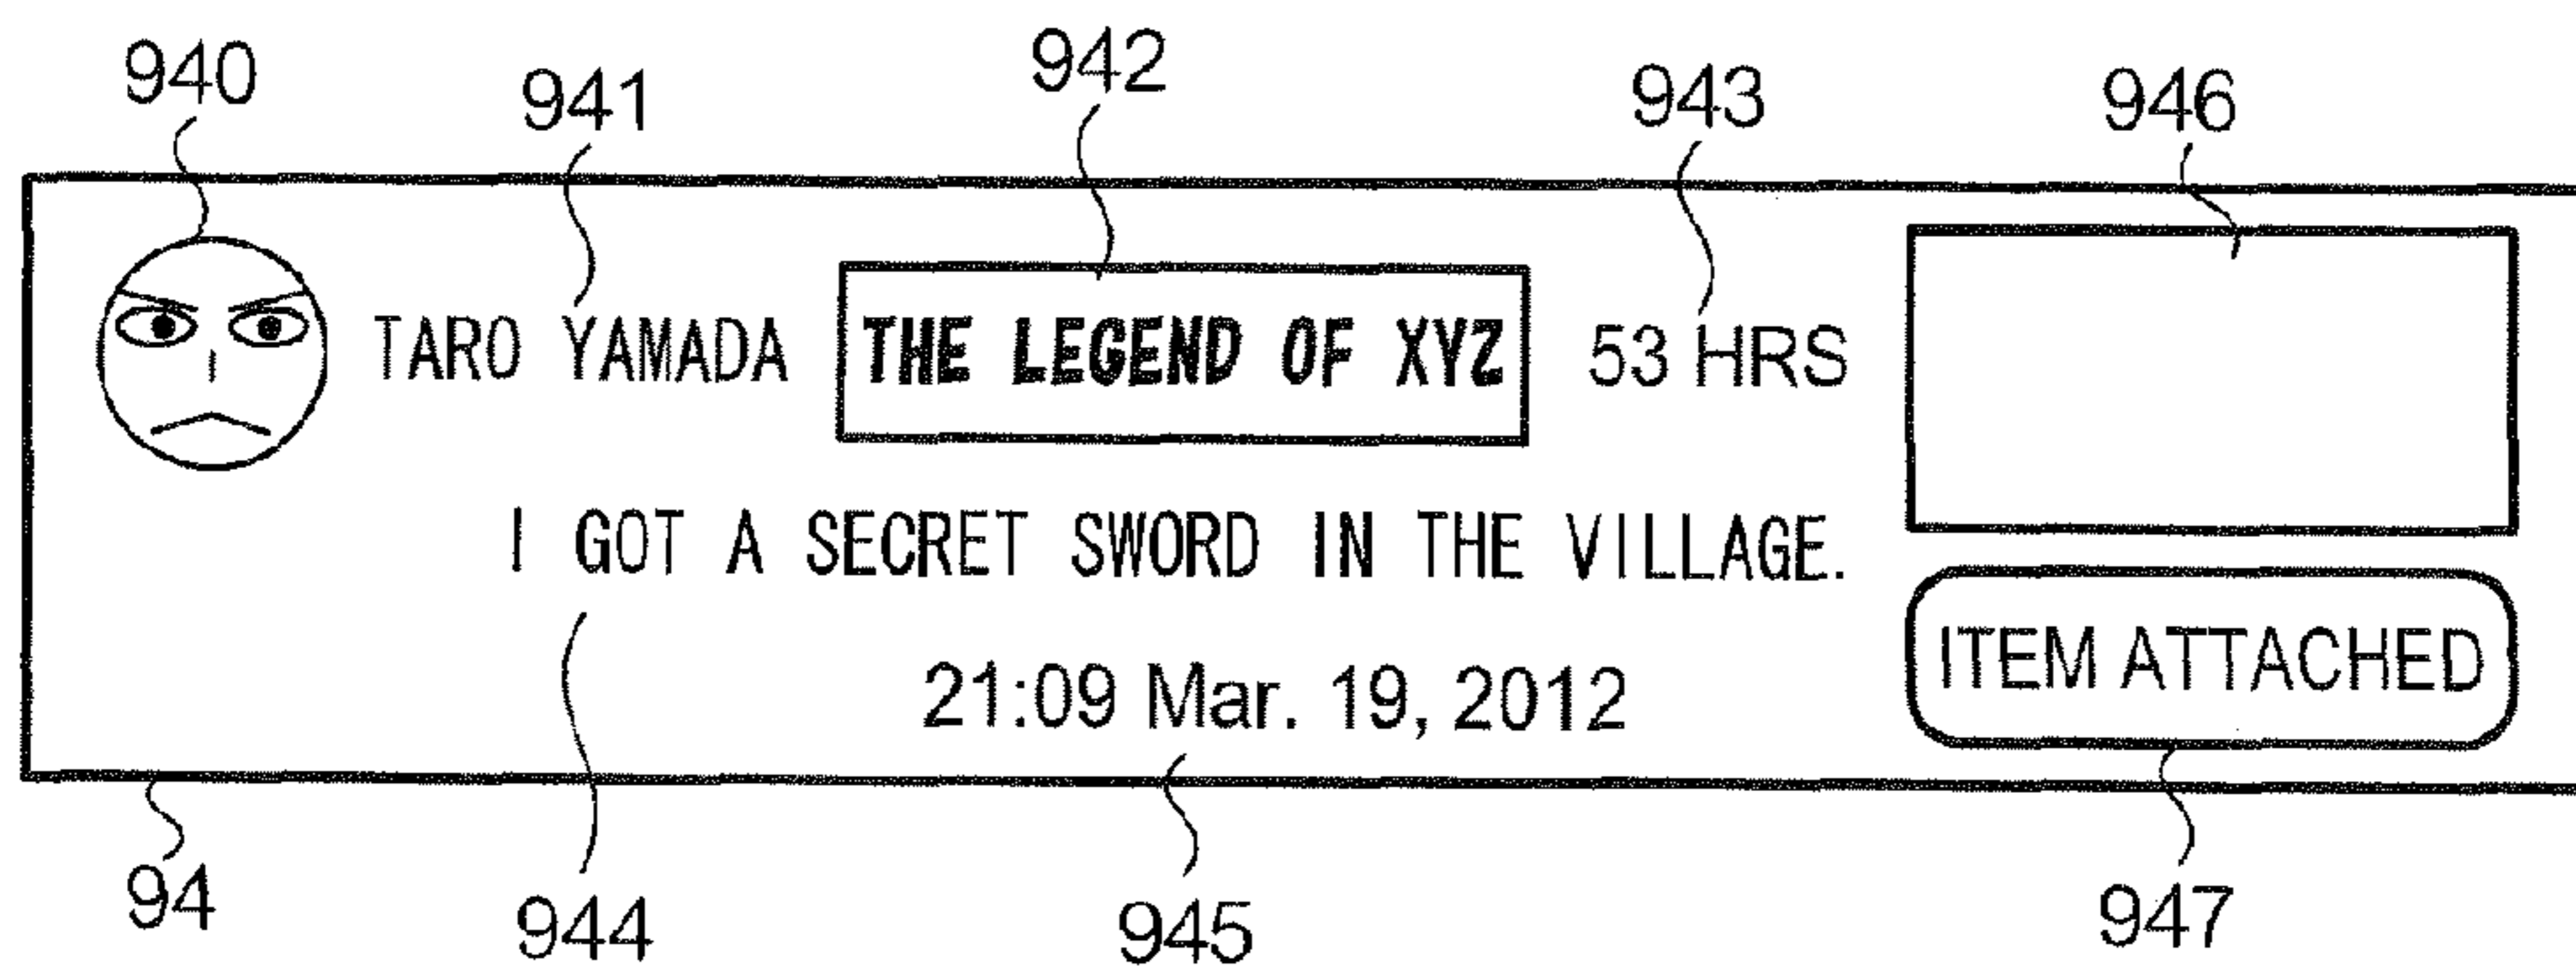 940 941 942 943 946
TARO YAMADA THE LEGEND OF XYZ 53 HRS
I GOT A SECRET SWORD IN THE VILLAGE.
ITEM ATTACHED
21:09 Mar. 19, 2012
94 944 945 947